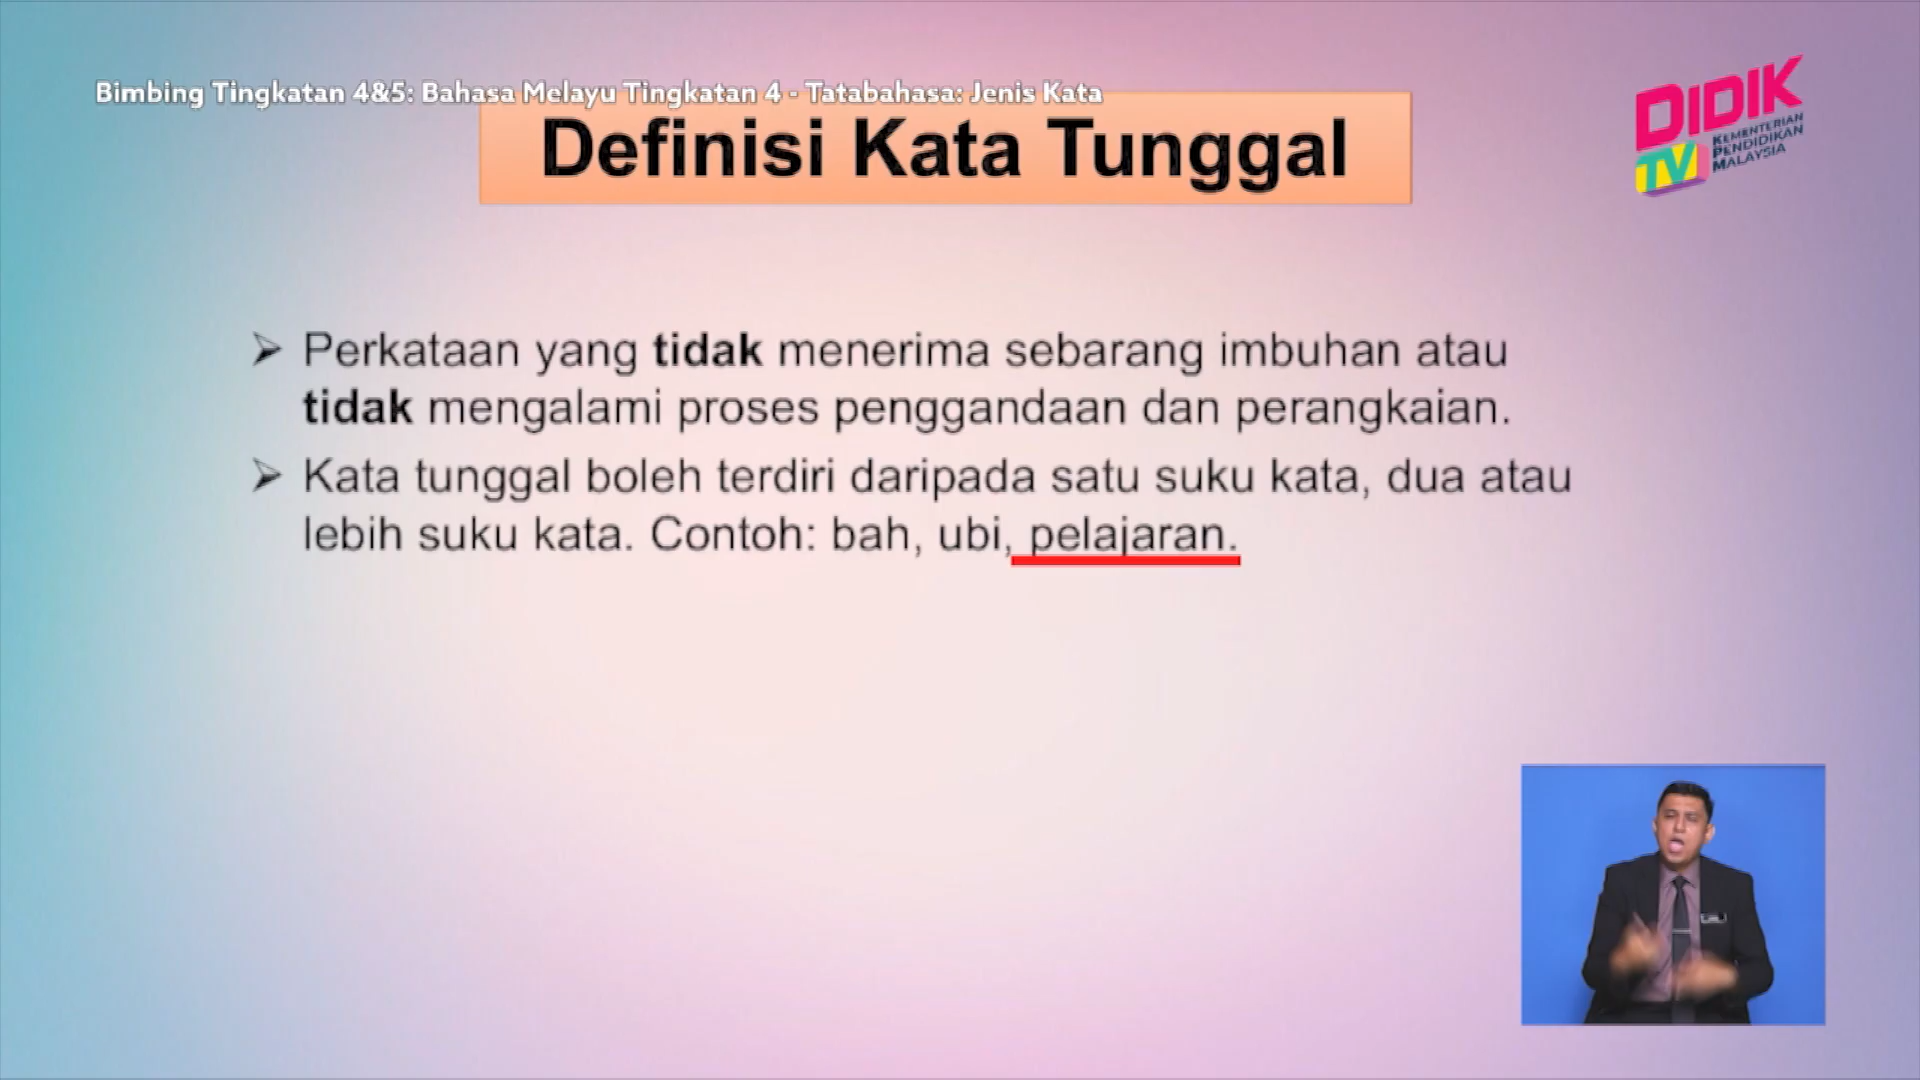 Bimbing Tingkatan 4&5: Bahasa Melayu Tingkatan 4 - Tatabahasa: Jenis Kata
Definisi Kata Tunggal
DIDIK
TV
KEMENTERIAN
PENDIDIKAN
MALAYSIA
➢ Perkataan yang tidak menerima sebarang imbuhan atau
tidak mengalami proses penggandaan dan perangkaian.
➢ Kata tunggal boleh terdiri daripada satu suku kata, dua atau
lebih suku kata. Contoh: bah, ubi, pelajaran.